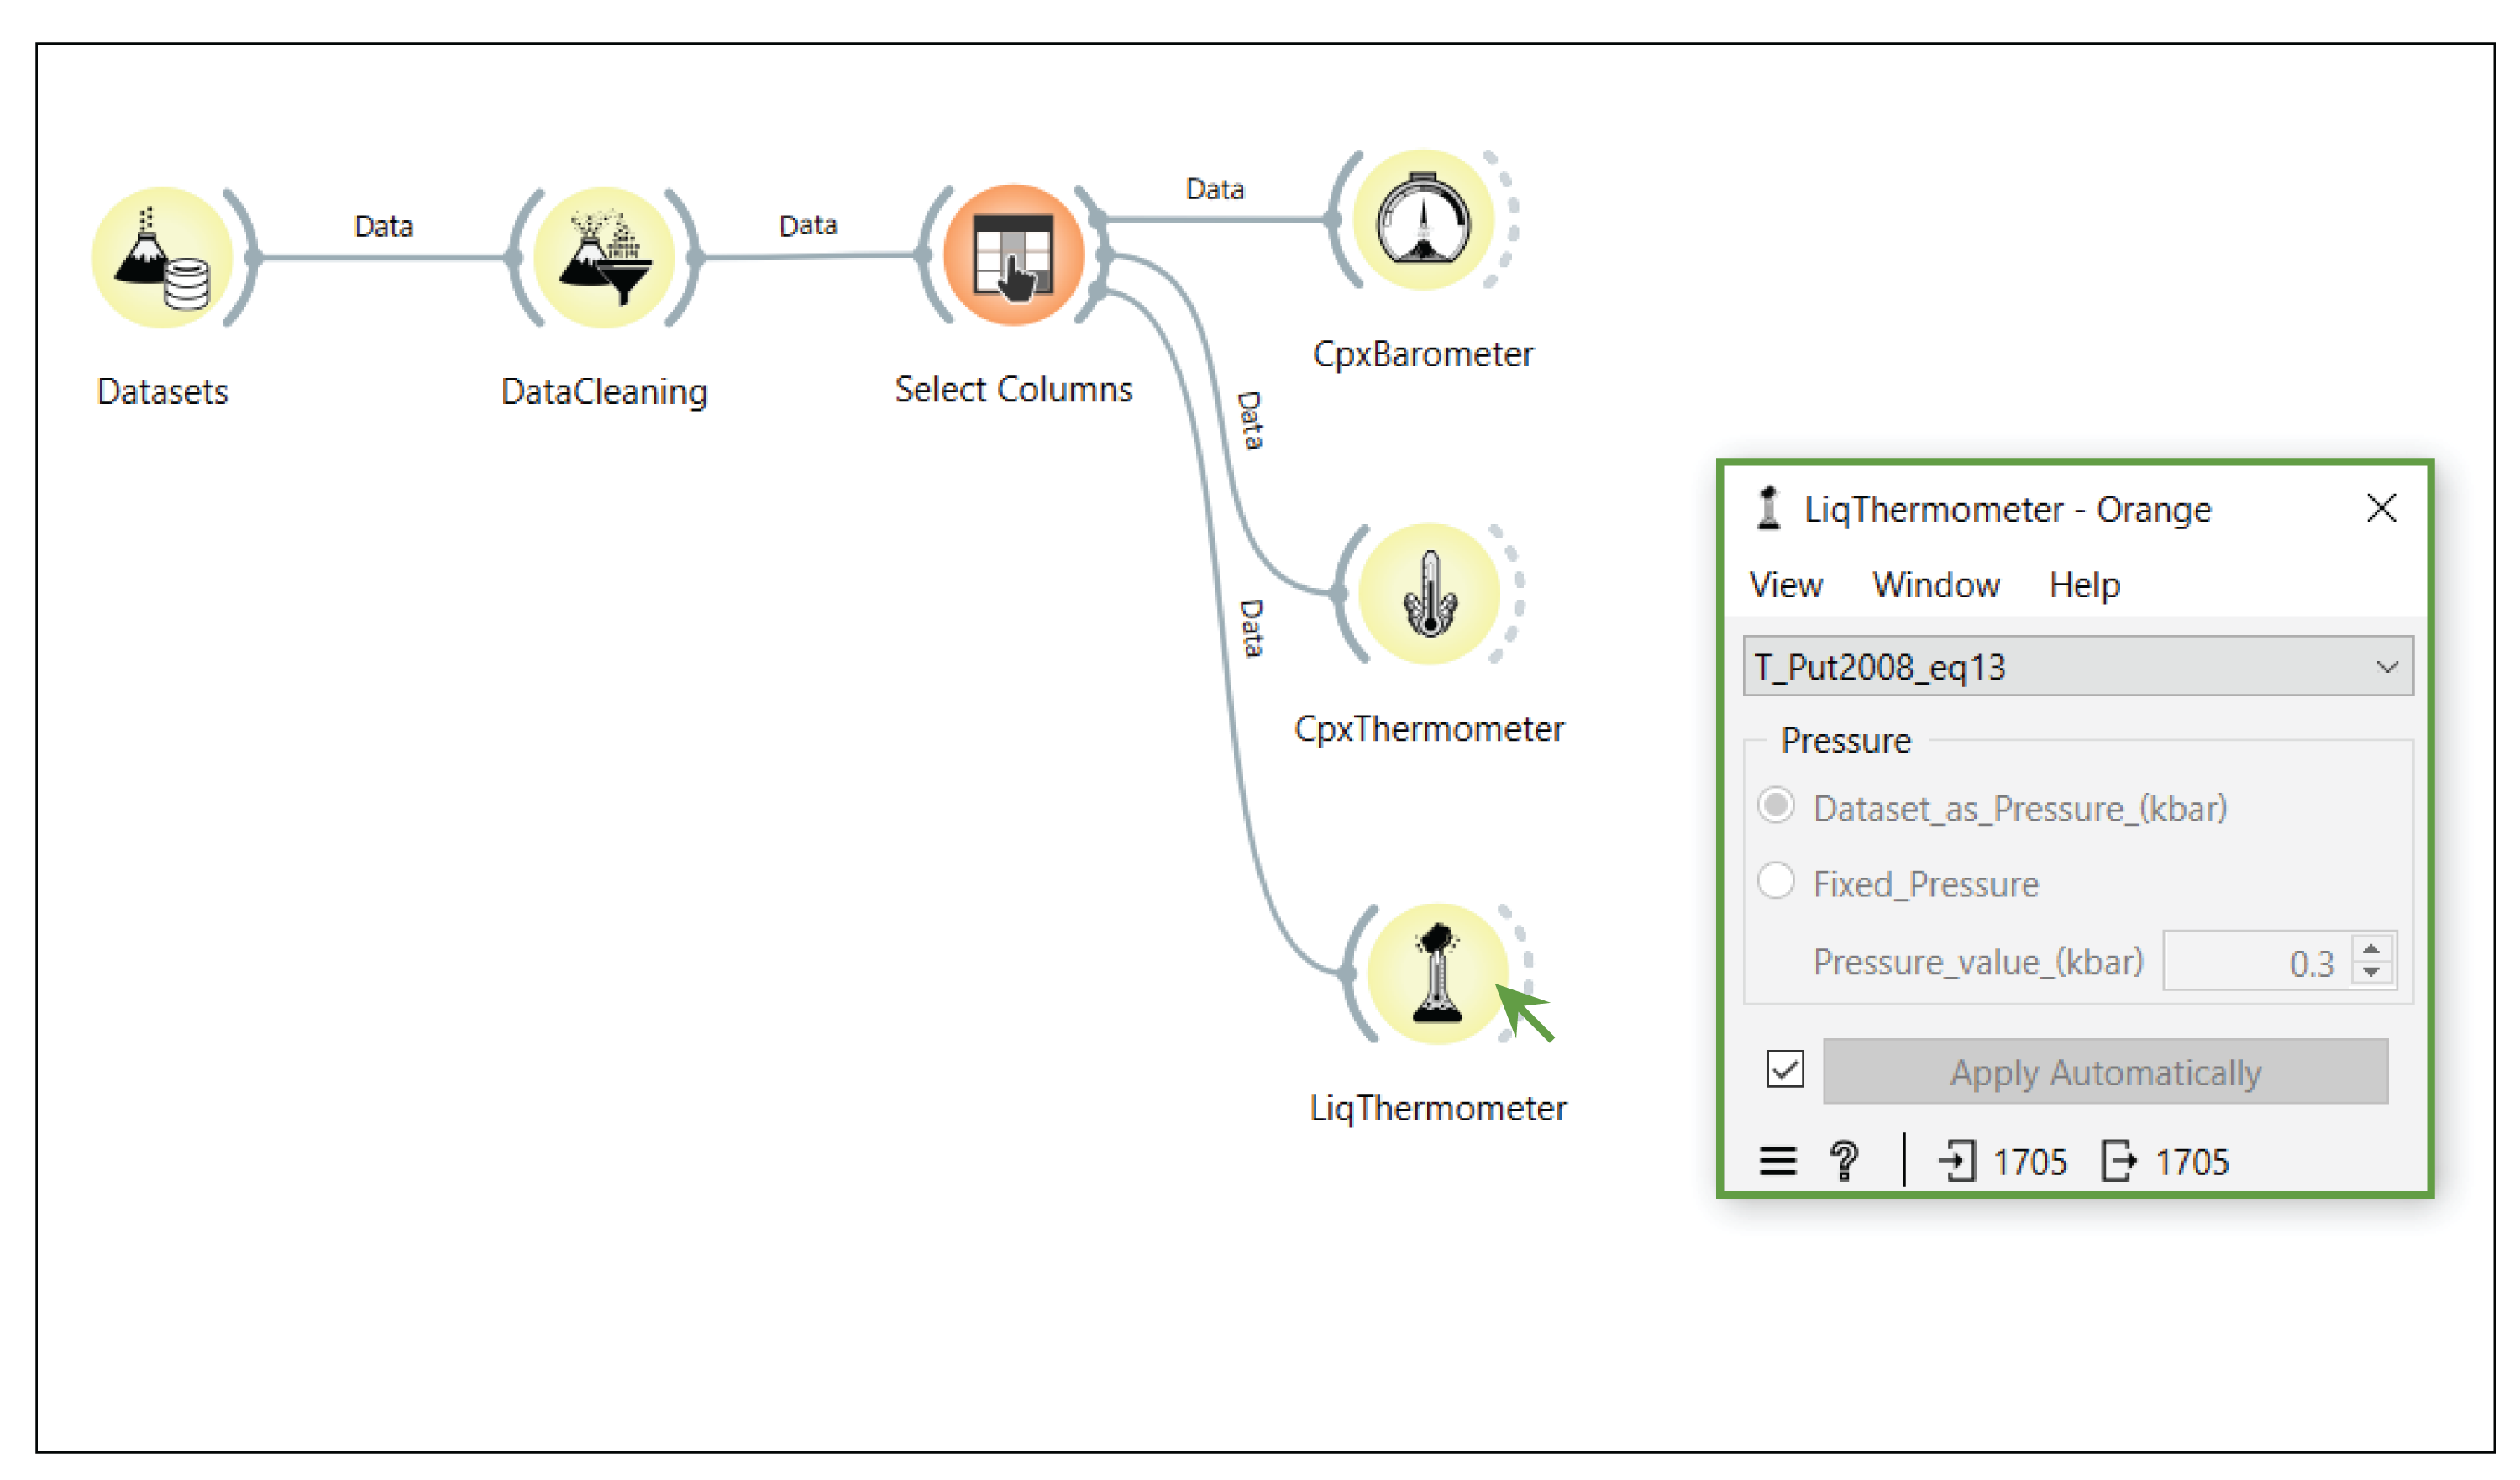 Data
Data
Data
Datasets
DataCleaning
Select Columns
CpxBarometer
Data
CpxThermometer
Data
LiqThermometer
LiqThermometer - Orange
View Window Help
T_Put2008_eq13
Pressure
Dataset_as_Pressure_(kbar)
Fixed_Pressure
Pressure_value_(kbar) 0.3
Apply Automatically
? 1705 1705